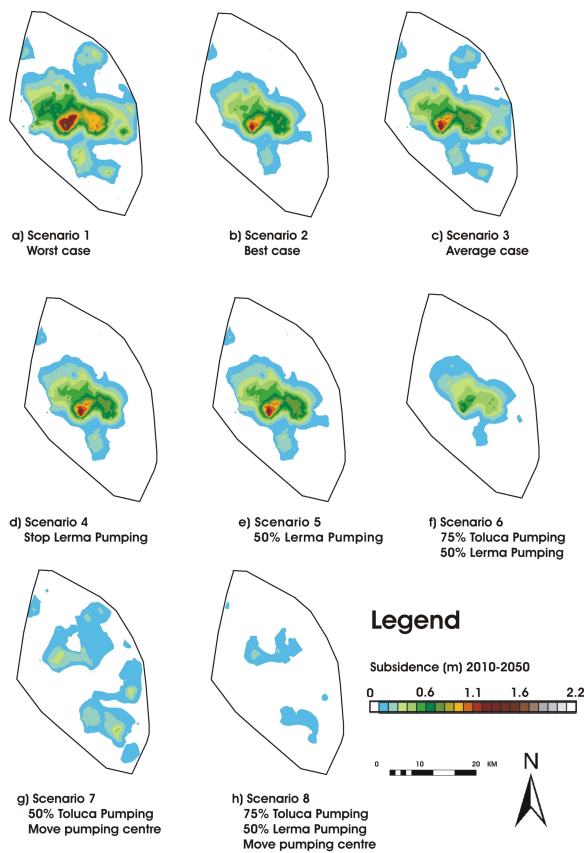 a) Scenario 1
Worst case
b) Scenario 2
Best case
c) Scenario 3
Average case
d) Scenario 4
Stop Lerma Pumping
e) Scenario 5
50% Lerma Pumping
f) Scenario 6
75% Toluca Pumping
50% Lerma Pumping
g) Scenario 7
50% Toluca Pumping
Move pumping centre
h) Scenario 8
75% Toluca Pumping
50% Lerma Pumping
Move pumping centre
Legend
Subsidence (m) 2010-2050
0 0.6 1.1 1.6 2.2
0 10 20 KM
N